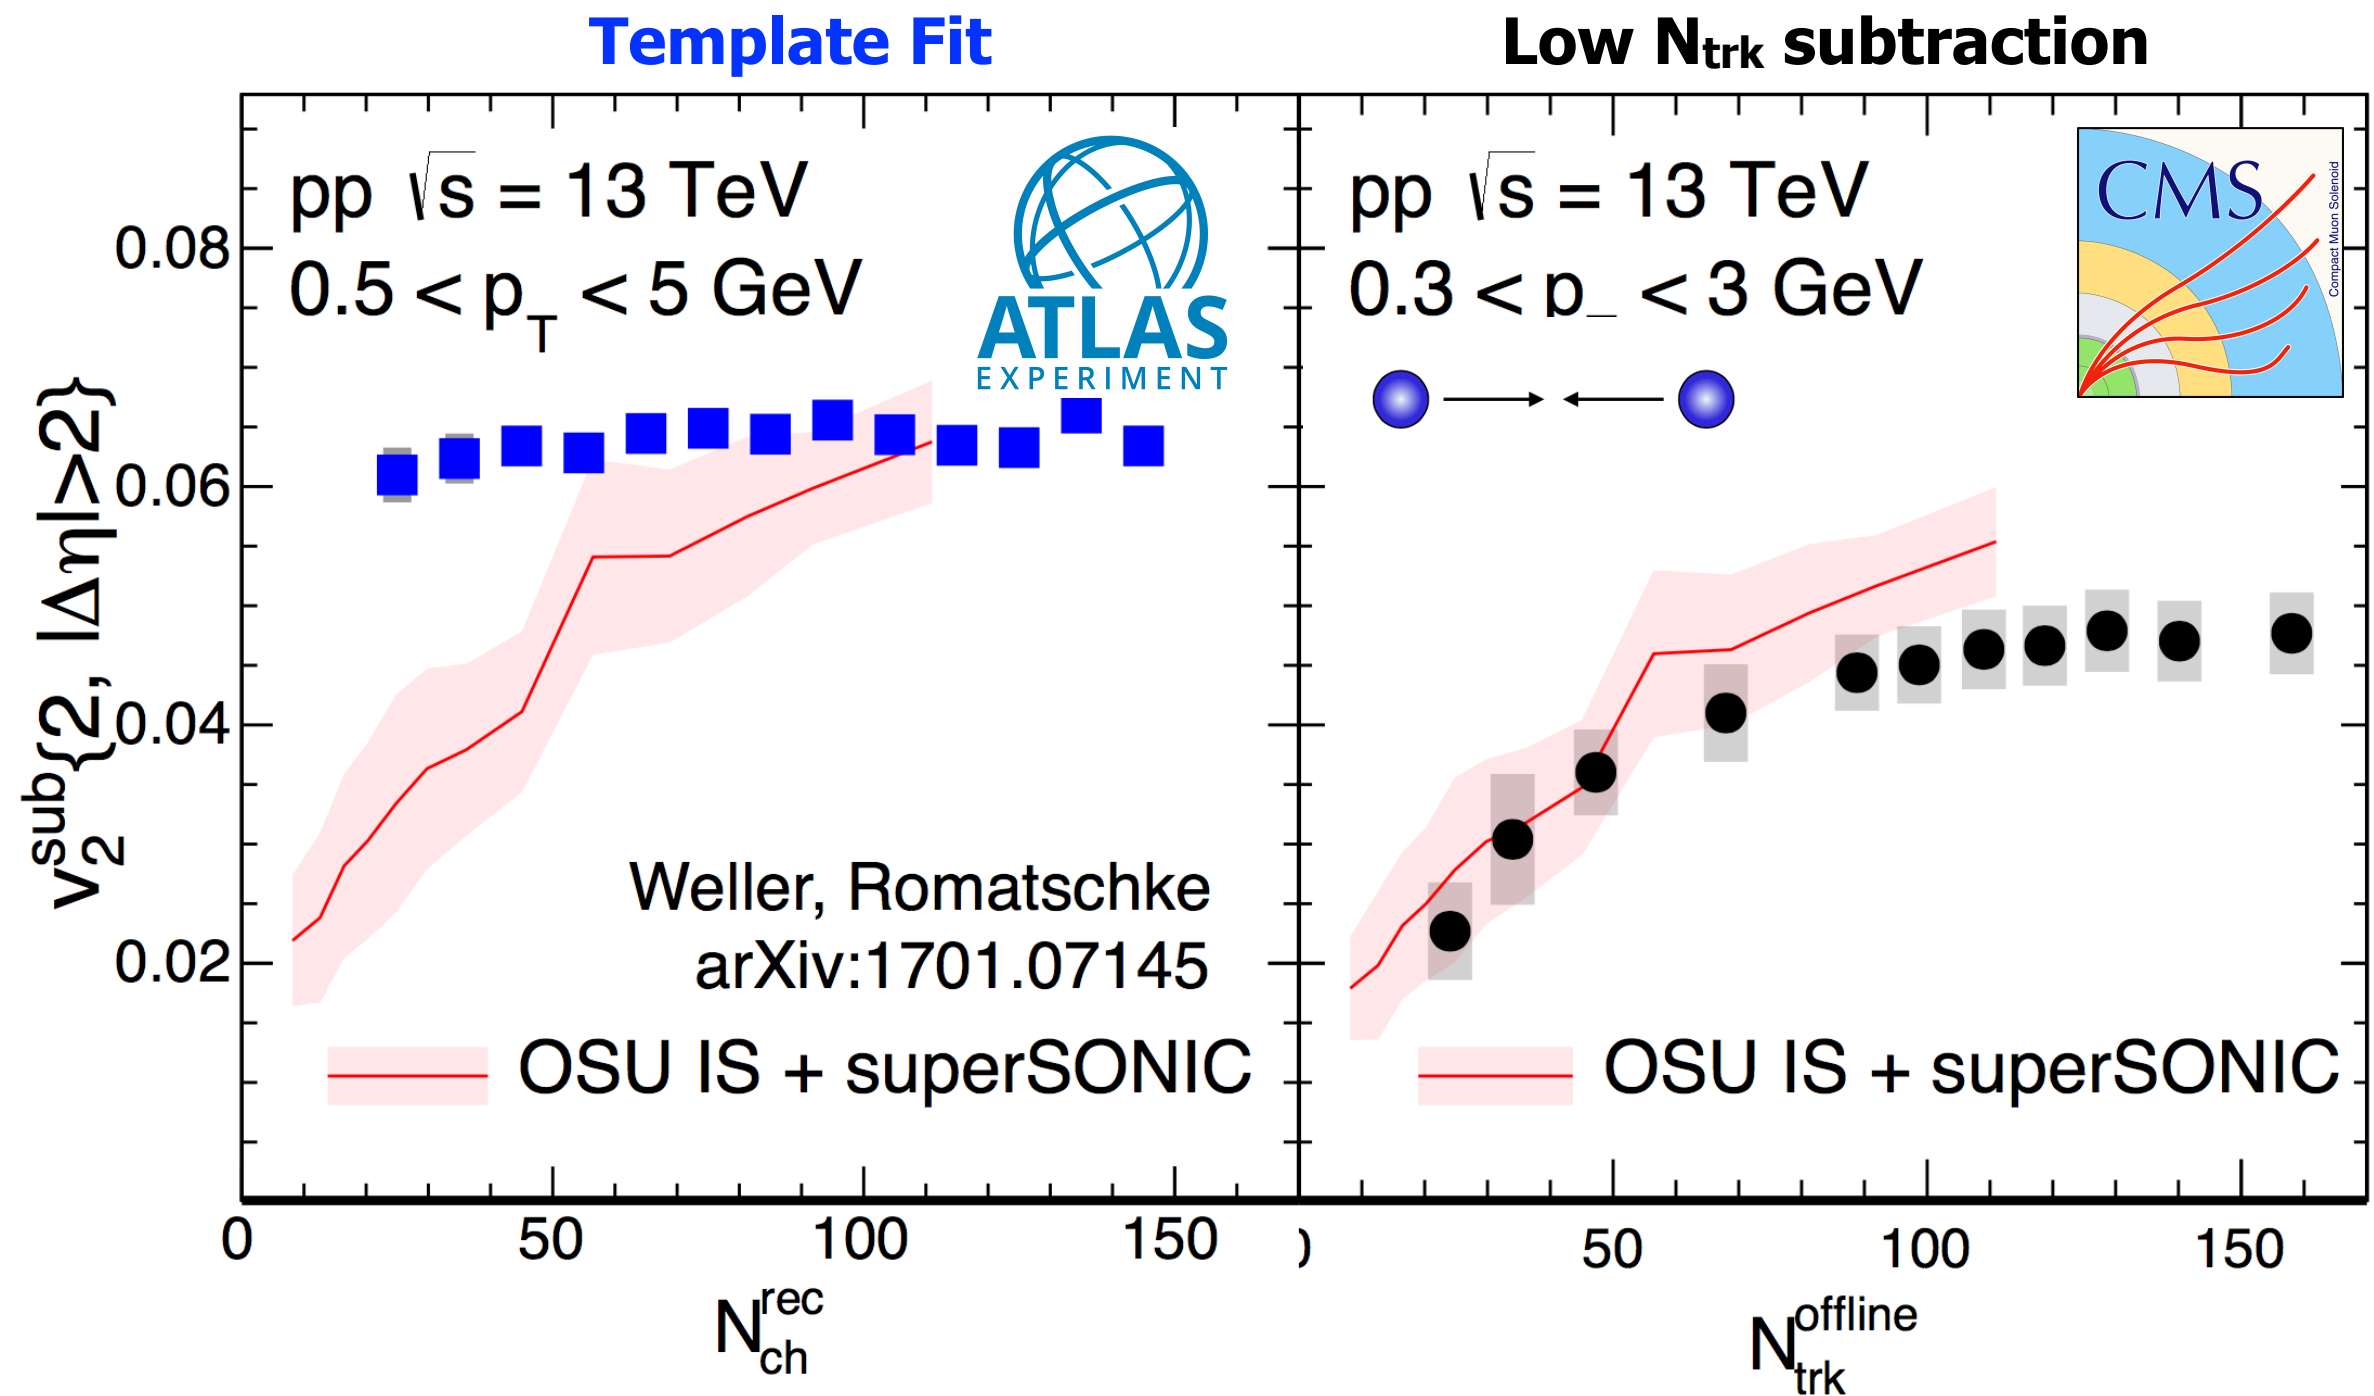 Template Fit
Low Ntrk subtraction
pp √s = 13 TeV
0.5 < pT < 5 GeV
ATLAS
EXPERIMENT
pp √s = 13 TeV
0.3 < p_ < 3 GeV
CMS
Compact Muon Solenoid
v2sub{2, |Δη|>2}
0.08
0.06
0.04
0.02
Weller, Romatschke
arXiv:1701.07145
OSU IS + superSONIC
OSU IS + superSONIC
0 50 100 150
0 50 100 150
Nchrec
Ntrkoffline